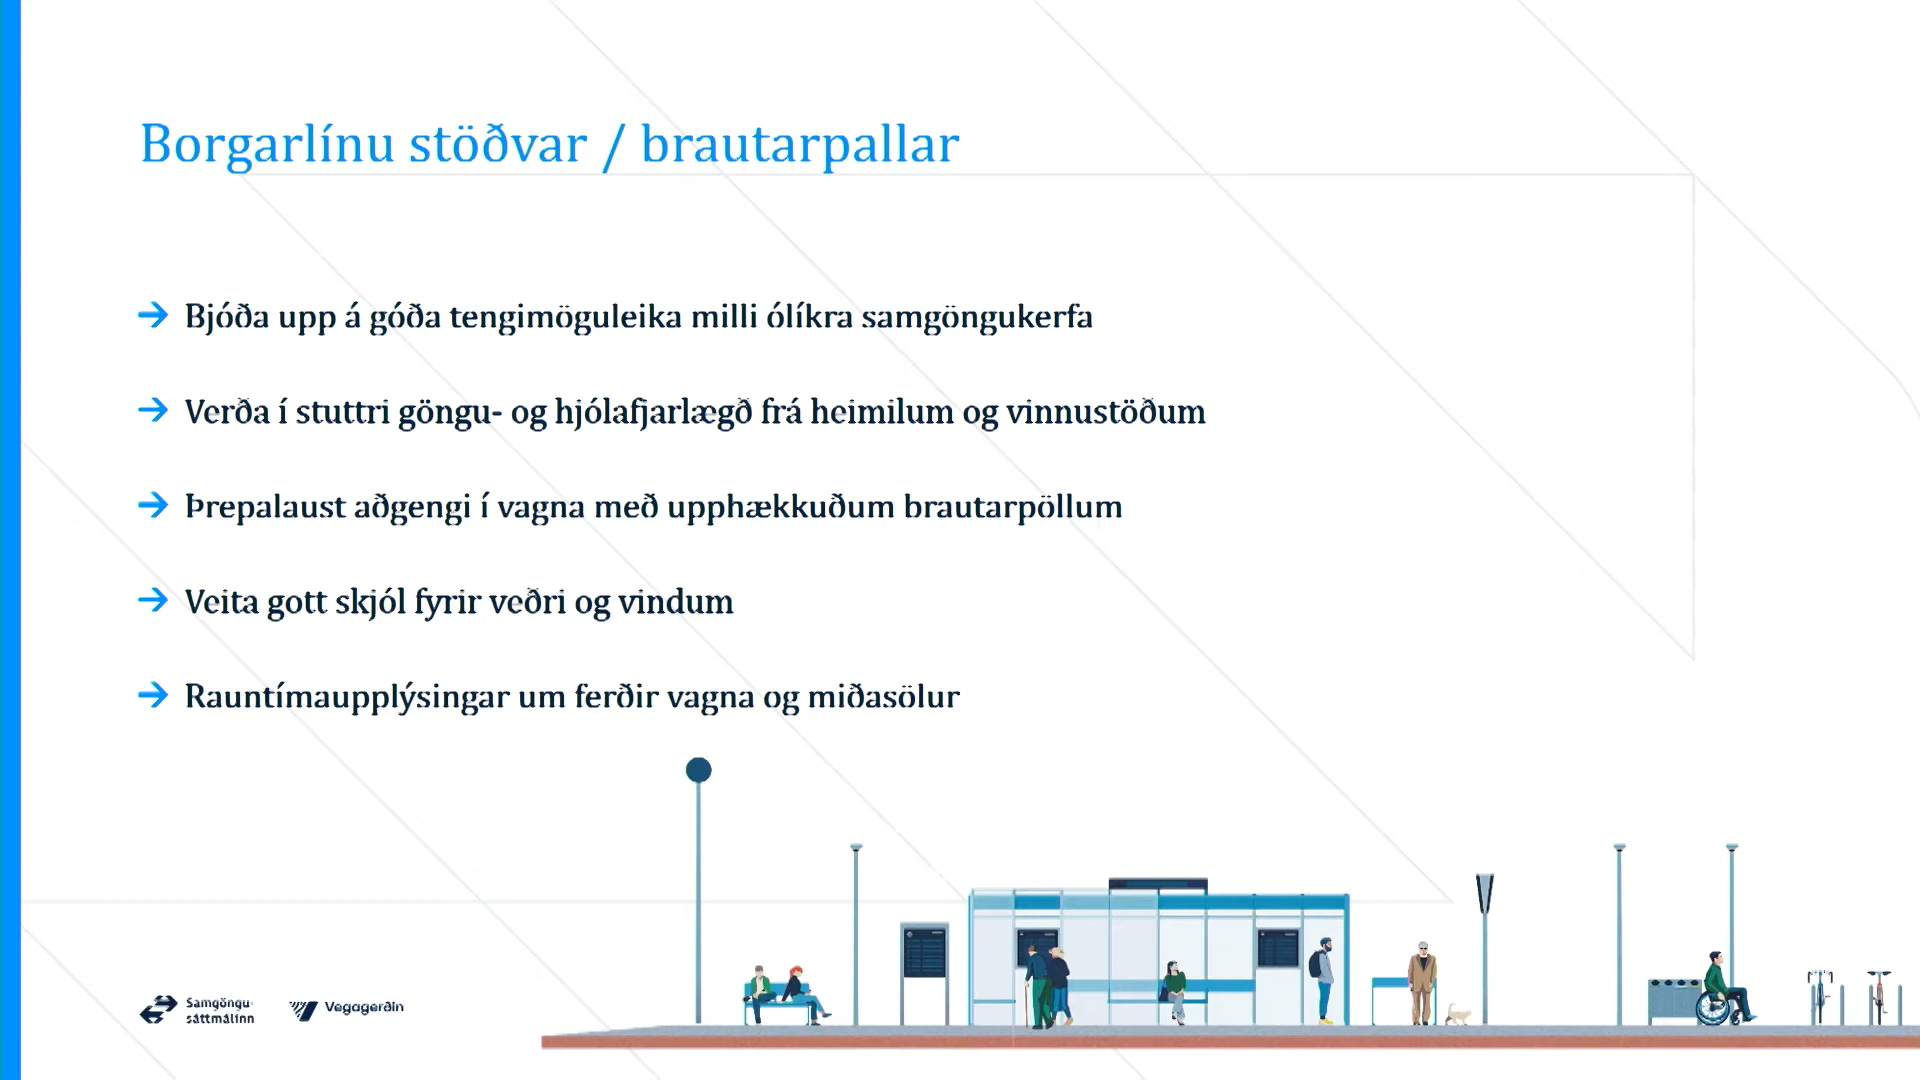 Borgarlínu stöðvar / brautarpallar
→ Bjóða upp á góða tengimöguleika milli ólíkra samgöngukerfa
→ Verða í stuttri göngu- og hjólafjarlægð frá heimilum og vinnustöðum
→ Þrepalaust aðgengi í vagna með upphækkuðum brautarpöllum
→ Veita gott skjól fyrir veðri og vindum
→ Rauntímaupplýsingar um ferðir vagna og miðasölur
Samgöngu-
sáttmálinn
Vegagerðin